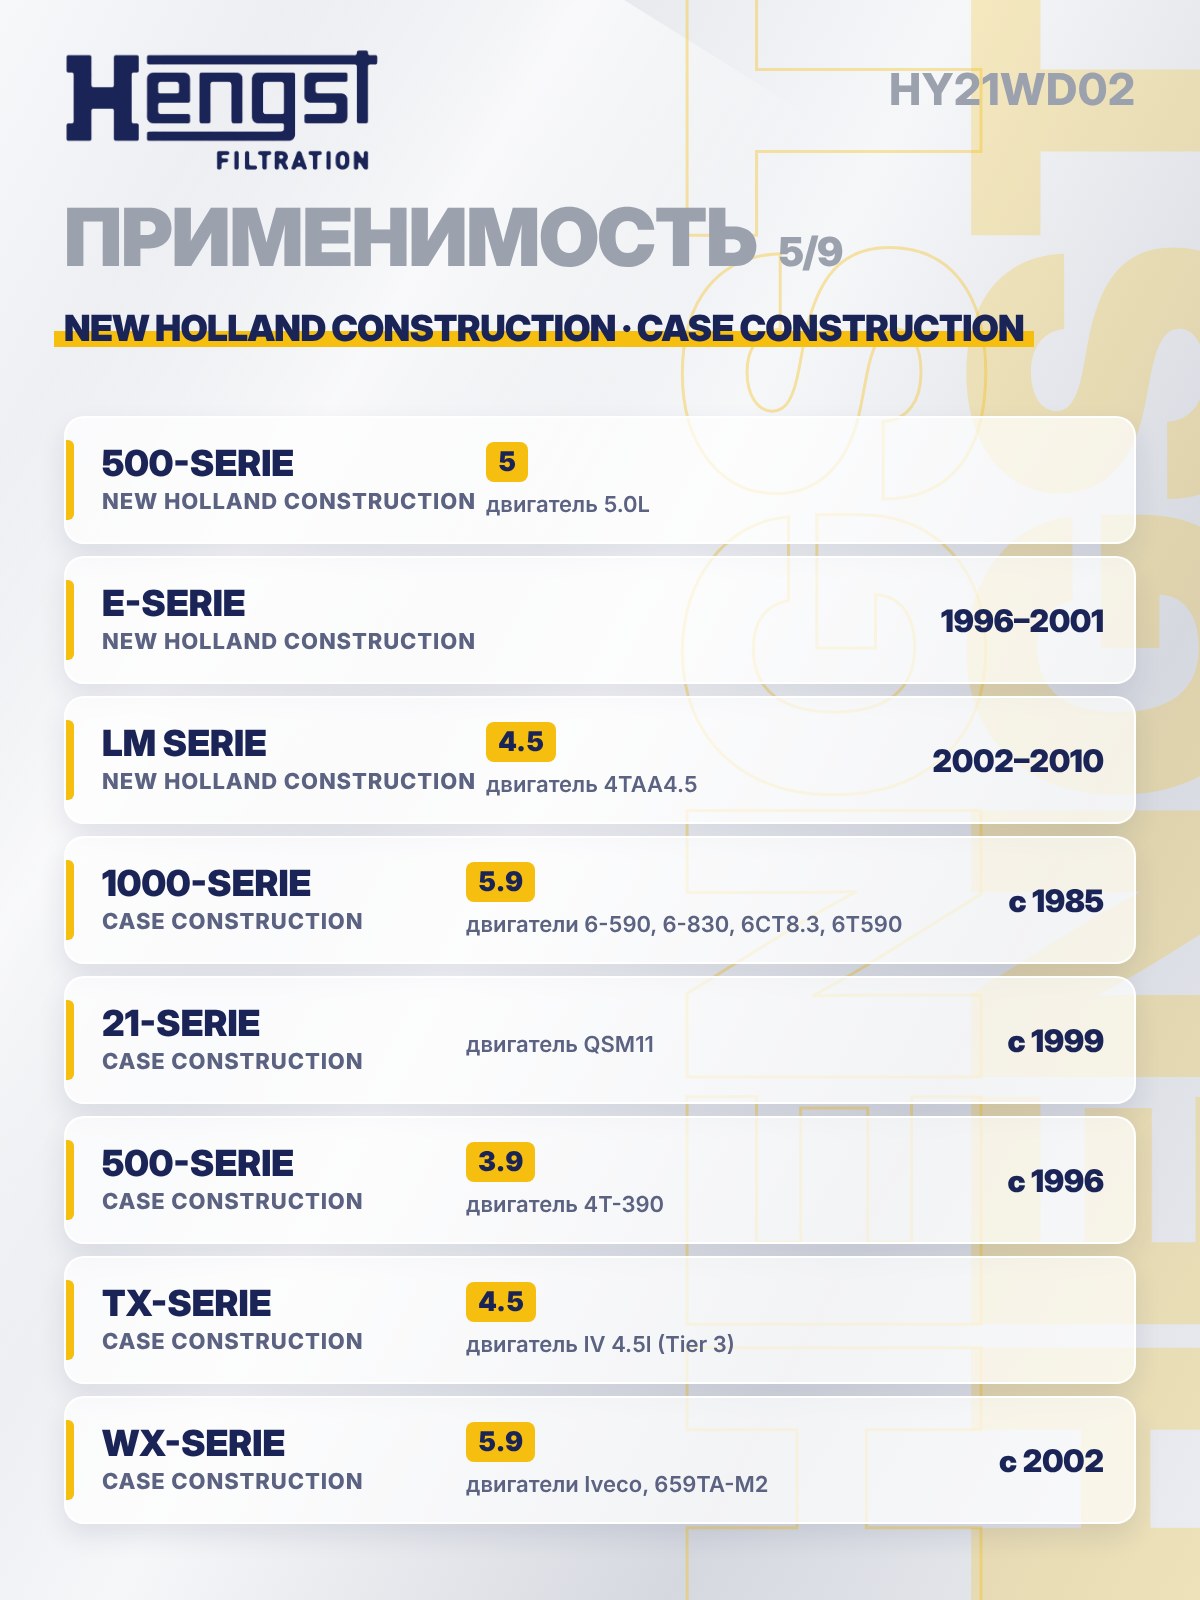 Hengst
FILTRATION
HY21WD02
ПРИМЕНИМОСТЬ 5/9
NEW HOLLAND CONSTRUCTION · CASE CONSTRUCTION
500-SERIE
NEW HOLLAND CONSTRUCTION
5
двигатель 5.0L
E-SERIE
NEW HOLLAND CONSTRUCTION
1996–2001
LM SERIE
NEW HOLLAND CONSTRUCTION
4.5
двигатель 4TAA4.5
2002–2010
1000-SERIE
CASE CONSTRUCTION
5.9
двигатели 6-590, 6-830, 6CT8.3, 6T590
с 1985
21-SERIE
CASE CONSTRUCTION
двигатель QSM11
с 1999
500-SERIE
CASE CONSTRUCTION
3.9
двигатель 4T-390
с 1996
TX-SERIE
CASE CONSTRUCTION
4.5
двигатель IV 4.5l (Tier 3)
WX-SERIE
CASE CONSTRUCTION
5.9
двигатели Iveco, 659TA-M2
с 2002
HENGST